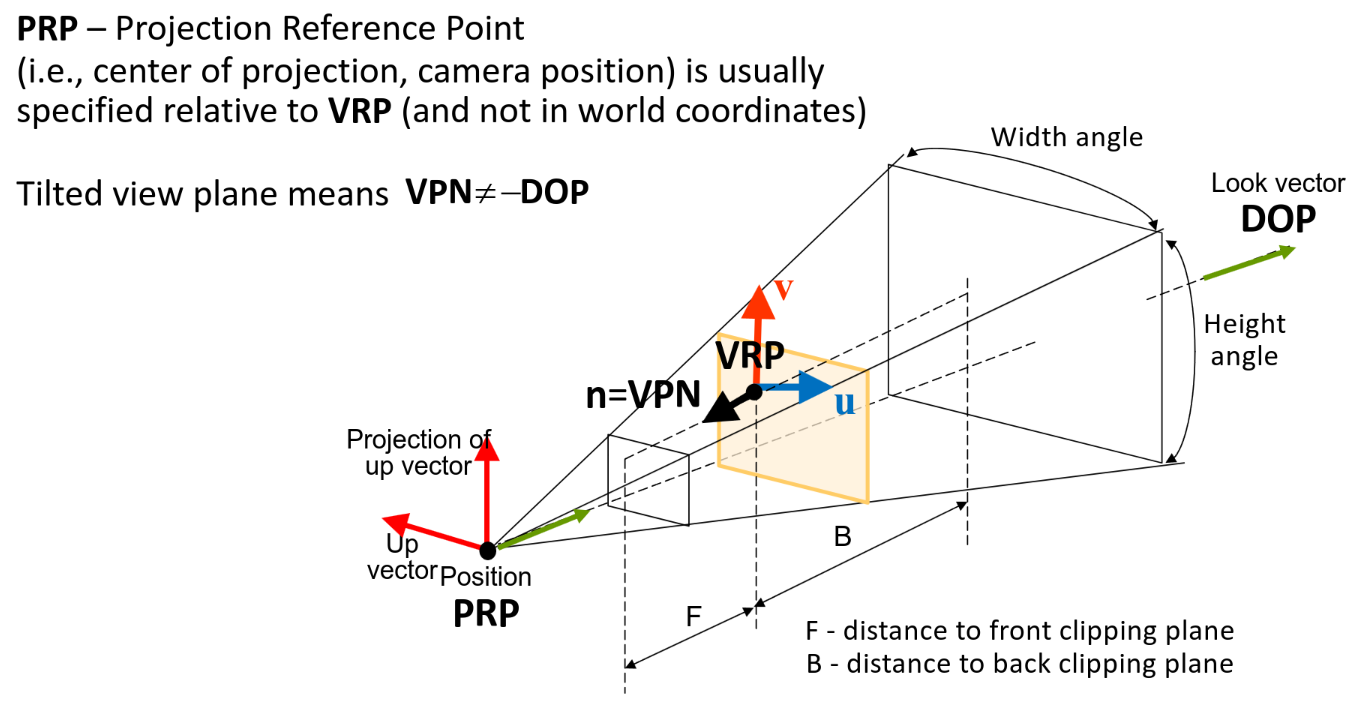 PRP – Projection Reference Point
(i.e., center of projection, camera position) is usually
specified relative to VRP (and not in world coordinates)
Tilted view plane means VPN≠–DOP
Width angle
Look vector
DOP
v
VRP
Height
angle
n=VPN
u
Projection of
up vector
Up
vector
Position
PRP
B
F
F - distance to front clipping plane
B - distance to back clipping plane